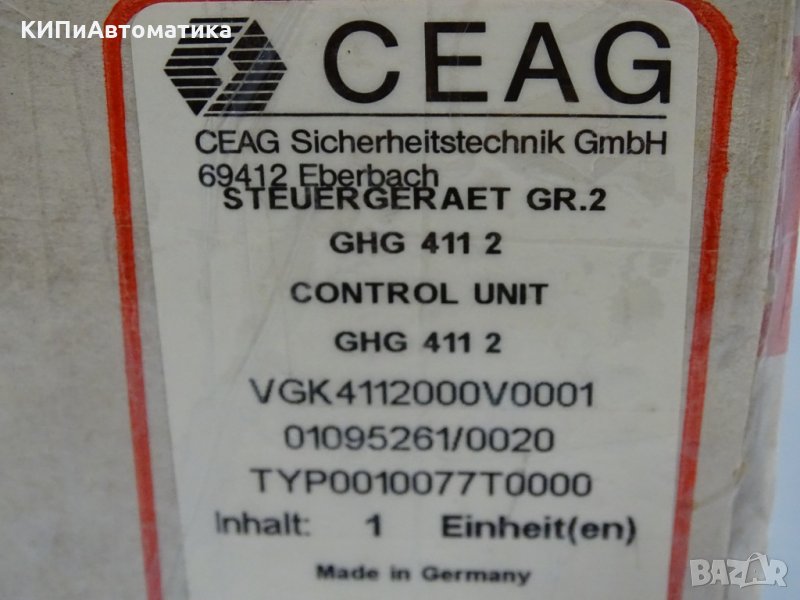 КИПиАвтоматика
CEAG
CEAG Sicherheitstechnik GmbH
69412 Eberbach
STEUERGERAET GR.2
GHG 411 2
CONTROL UNIT
GHG 411 2
VGK4112000V0001
01095261/0020
TYP0010077T0000
Inhalt: 1 Einheit(en)
Made in Germany
BAZAR